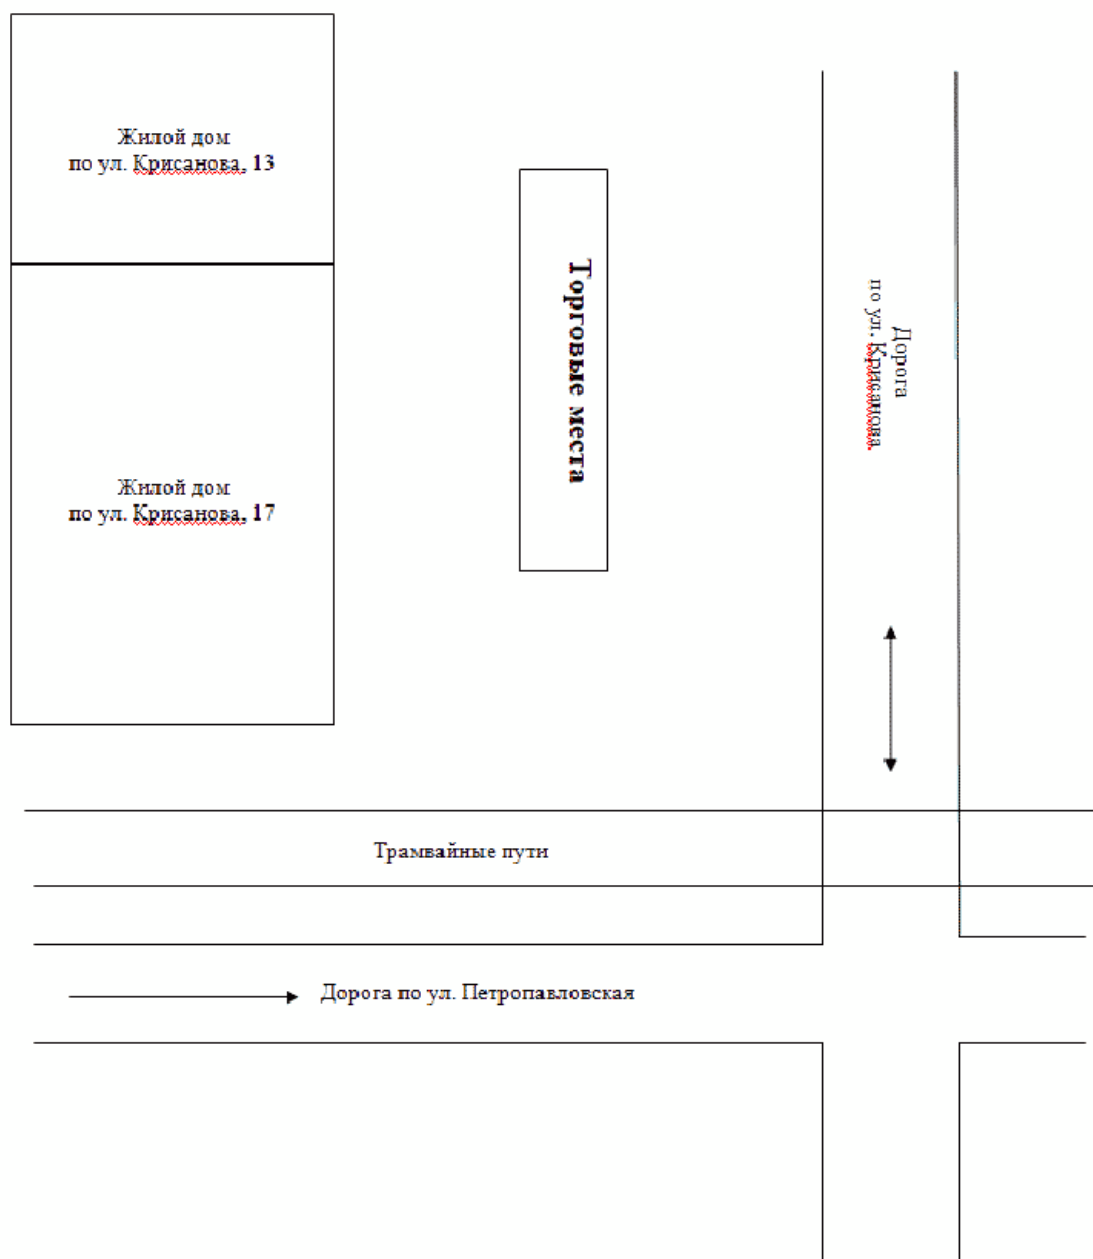 Жилой дом
по ул. Крисанова, 13
Торговые места
Дорога
по ул. Крисанова.
Жилой дом
по ул. Крисанова, 17
Трамвайные пути
Дорога по ул. Петропавловская